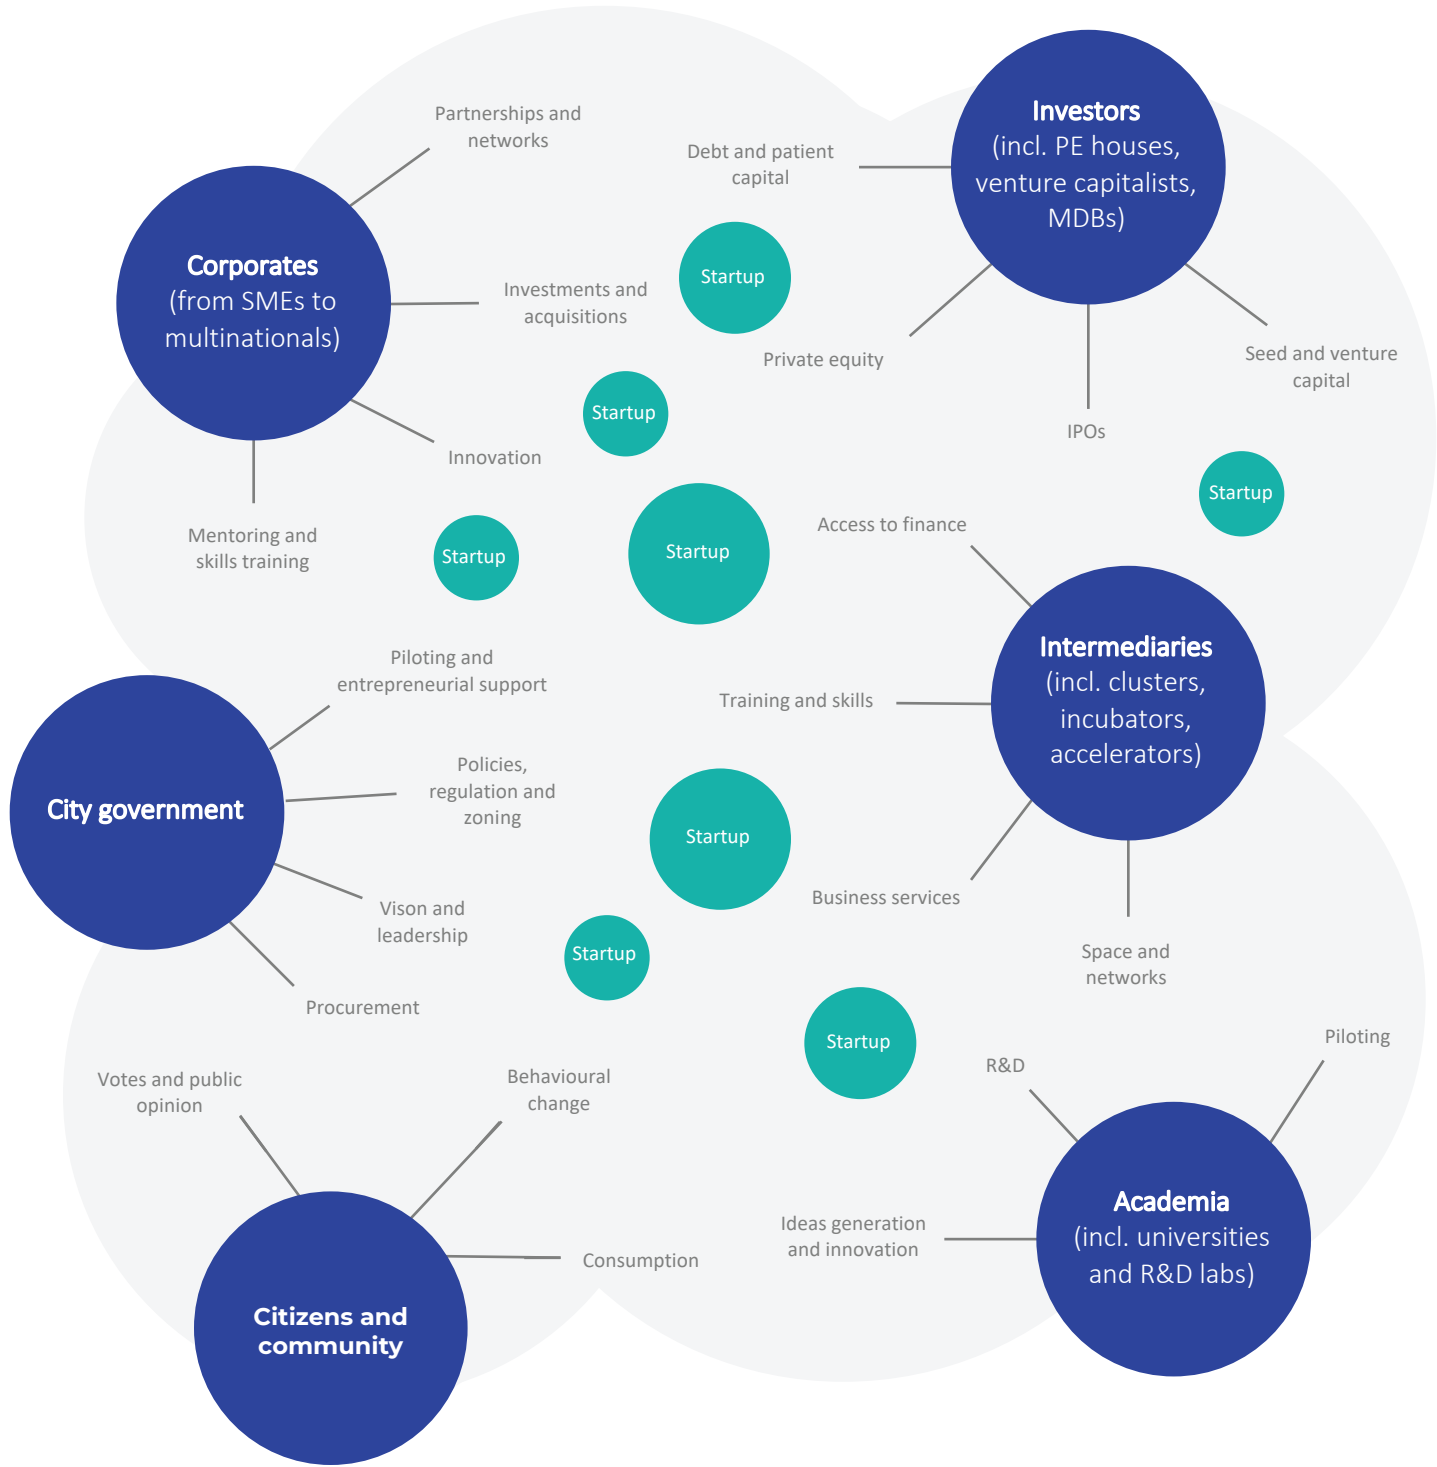 Partnerships and
networks
Investors
(incl. PE houses,
venture capitalists,
MDBs)
Debt and patient
capital
Corporates
(from SMEs to
multinationals)
Startup
Investments and
acquisitions
Private equity
Seed and venture
capital
Startup
IPOs
Innovation
Startup
Mentoring and
skills training
Startup
Startup
Access to finance
Piloting and
entrepreneurial support
Intermediaries
(incl. clusters,
incubators,
accelerators)
Training and skills
City government
Policies,
regulation and
zoning
Startup
Business services
Vison and
leadership
Startup
Space and
networks
Procurement
Startup
Piloting
R&D
Votes and public
opinion
Behavioural
change
Academia
(incl. universities
and R&D labs)
Ideas generation
and innovation
Consumption
Citizens and
community